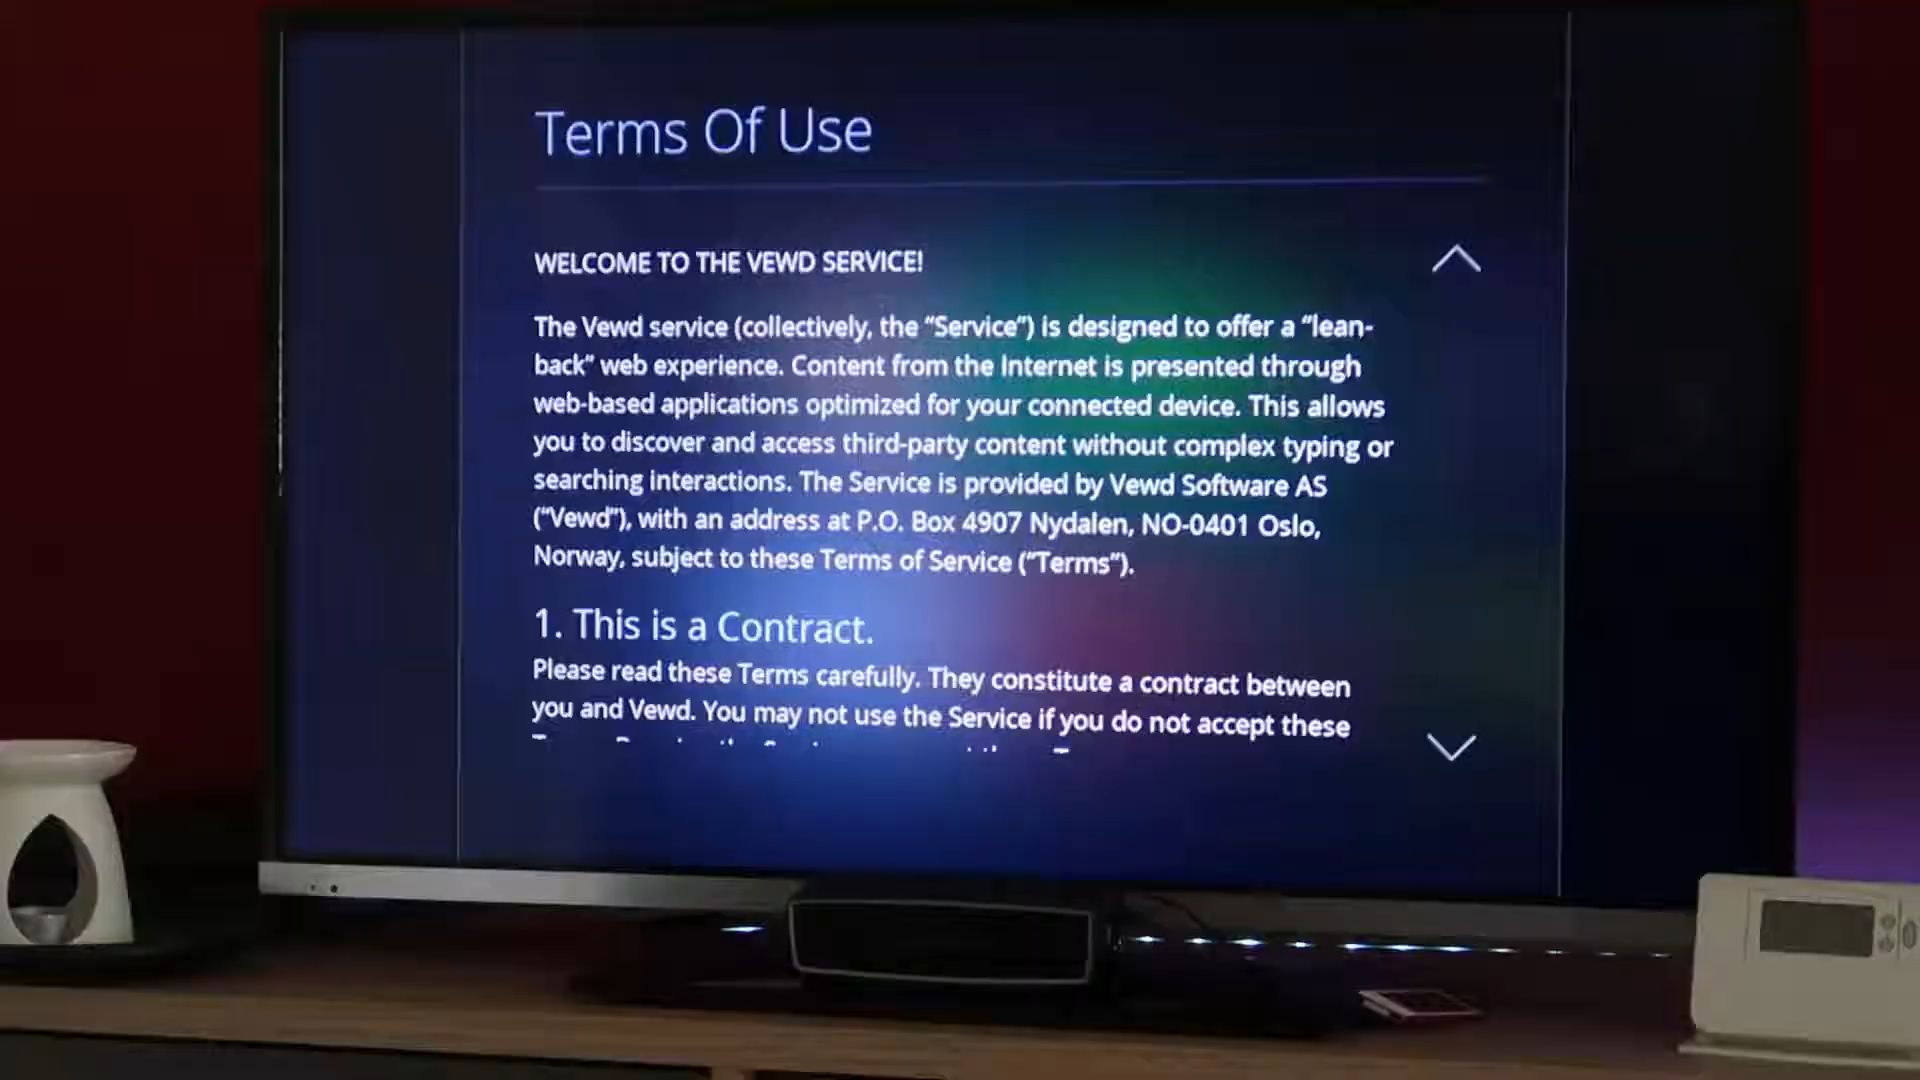 Terms Of Use
WELCOME TO THE VEWD SERVICE!
The Vewd service (collectively, the “Service”) is designed to offer a “lean-
back” web experience. Content from the Internet is presented through
web-based applications optimized for your connected device. This allows
you to discover and access third-party content without complex typing or
searching interactions. The Service is provided by Vewd Software AS
(“Vewd”), with an address at P.O. Box 4907 Nydalen, NO-0401 Oslo,
Norway, subject to these Terms of Service (“Terms”).
1. This is a Contract.
Please read these Terms carefully. They constitute a contract between
you and Vewd. You may not use the Service if you do not accept these